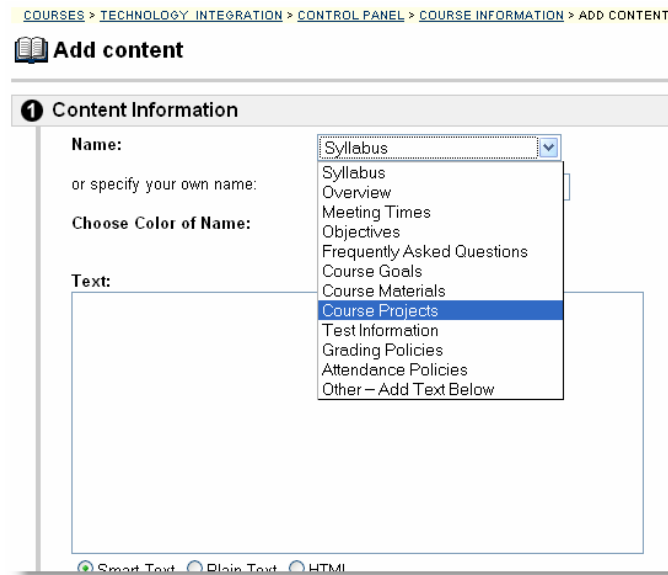 COURSES > TECHNOLOGY INTEGRATION > CONTROL PANEL > COURSE INFORMATION > ADD CONTENT
Add content
1 Content Information
Name:
Syllabus
or specify your own name:
Choose Color of Name:
Syllabus
Overview
Meeting Times
Objectives
Frequently Asked Questions
Course Goals
Course Materials
Course Projects
Test Information
Grading Policies
Attendance Policies
Other – Add Text Below
Text:
Smart Text Plain Text HTML